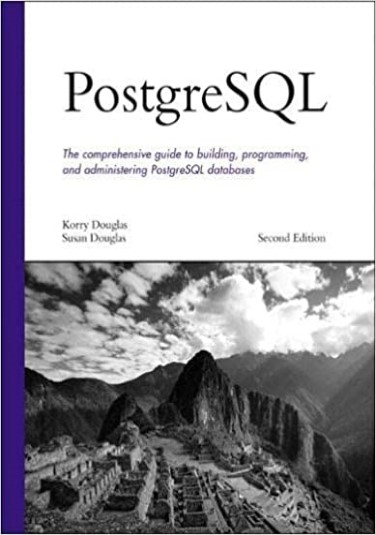 PostgreSQL
The comprehensive guide to building, programming,
and administering PostgreSQL databases
Korry Douglas
Susan Douglas
Second Edition